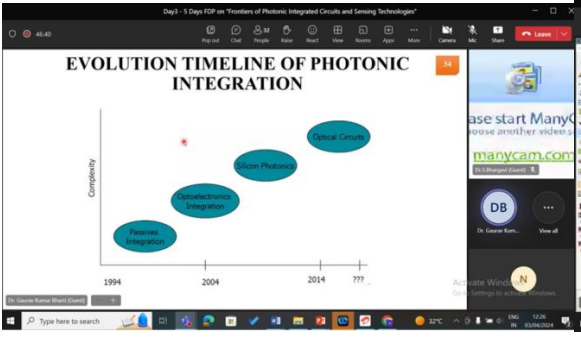 Day3 - 5 Days FDP on "Frontiers of Photonic Integrated Circuits and Sensing Technologies"
46:40
Pop out
Chat
32
People
Raise
React
View
Rooms
Apps
More
Camera
Mic
Share
Leave
EVOLUTION TIMELINE OF PHOTONIC
INTEGRATION
34
Complexity
Optical Circuits
Silicon Photonics
Optoelectronics
Integration
Passives
Integration
1994
2004
2014
???
ase start ManyC
oose another video s
manycam.com
Dr.S.Bhargavi (Guest)
DB
Dr. Gaurav Kum...
View all
N
Activate Windows
Go to Settings to activate Windows.
Dr. Gaurav Kumar Bharti (Guest)
Type here to search
32°C
ENG
IN
12:26
03/04/2024